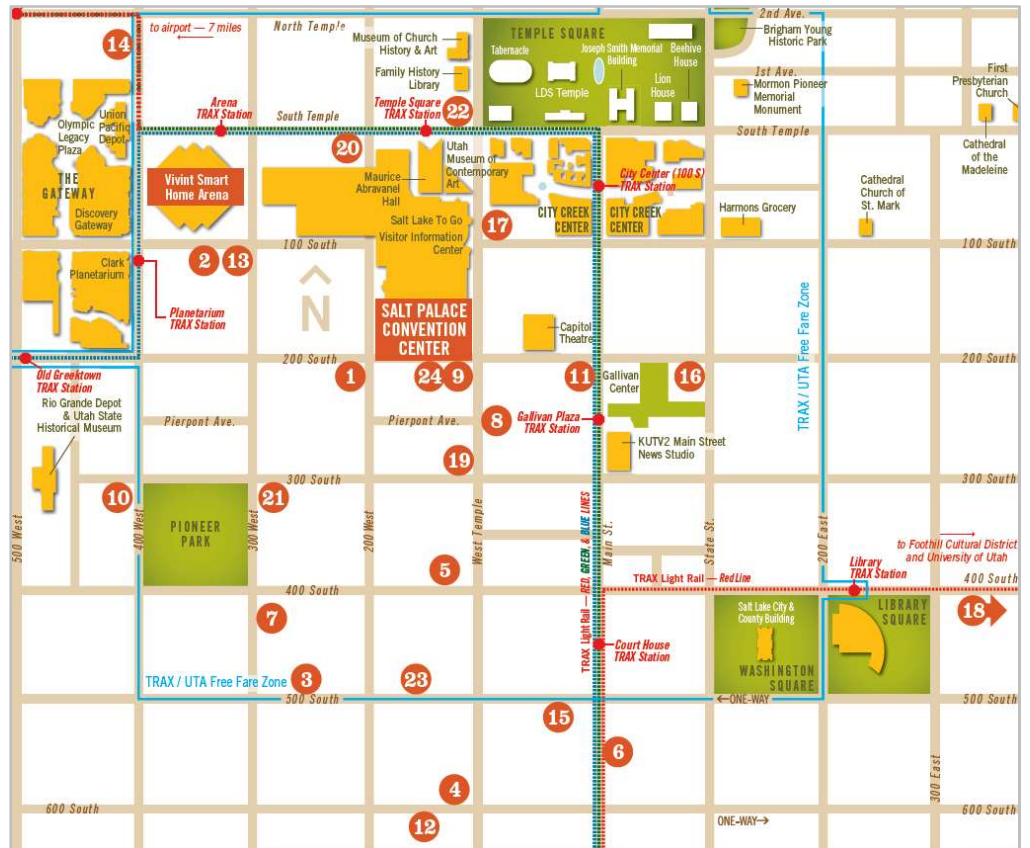 2nd Ave.
14
to airport — 7 miles
North Temple
Museum of Church
History & Art
Family History
Library
TEMPLE SQUARE
Tabernacle
Joseph Smith Memorial
Building
Beehive
House
LDS Temple
Lion
House
Brigham Young
Historic Park
1st Ave.
Mormon Pioneer
Memorial
Monument
First
Presbyterian
Church
Arena
TRAX Station
Temple Square
TRAX Station
22
South Temple
South Temple
Cathedral
of the
Madeleine
Union
Pacific
Depot
Olympic
Legacy
Plaza
THE
GATEWAY
Discovery
Gateway
20
Vivint Smart
Home Arena
Maurice
Abravanel
Hall
Utah
Museum of
Contemporary
Art
Salt Lake To Go
Visitor Information
Center
City Center (100 S)
TRAX Station
17
CITY CREEK
CENTER
CITY CREEK
CENTER
Harmons Grocery
Cathedral
Church of
St. Mark
100 South
100 South
2
13
Clark
Planetarium
Planetarium
TRAX Station
N
SALT PALACE
CONVENTION
CENTER
Capitol
Theatre
TRAX / UTA Free Fare Zone
200 South
200 South
Old Greektown
TRAX Station
1
24
9
11
Gallivan
Center
16
Rio Grande Depot
& Utah State
Historical Museum
Pierpont Ave.
Pierpont Ave.
8
Gallivan Plaza
TRAX Station
KUTV2 Main Street
News Studio
19
300 South
300 South
10
21
PIONEER
PARK
500 West
400 West
300 West
200 West
West Temple
TRAX Light Rail — RED, GREEN, & BLUE LINES
Main St.
State St.
200 East
to Foothill Cultural District
and University of Utah
5
TRAX Light Rail — Red Line
Library
TRAX Station
400 South
400 South
7
Salt Lake City &
County Building
WASHINGTON
SQUARE
LIBRARY
SQUARE
18
Court House
TRAX Station
TRAX / UTA Free Fare Zone
3
23
500 South
ONE-WAY
500 South
15
6
4
300 East
600 South
12
ONE-WAY
600 South